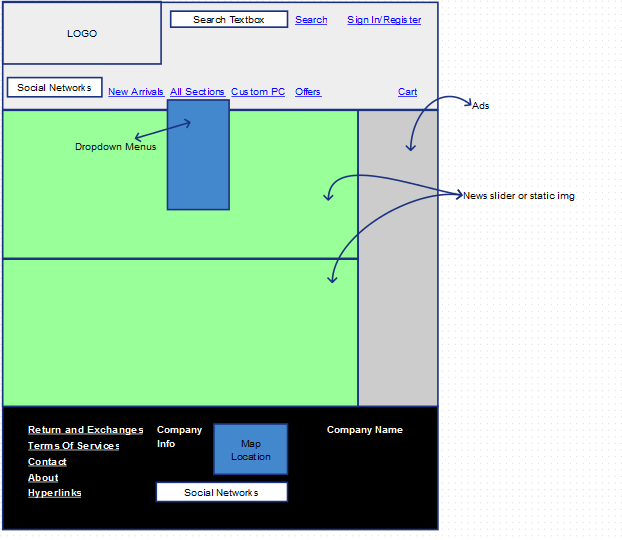 LOGO
Search Textbox
Search
Sign In/Register
Social Networks
New Arrivals
All Sections
Custom PC
Offers
Cart
Ads
Dropdown Menus
News slider or static img
Return and Exchanges
Terms Of Services
Contact
About
Hyperlinks
Company
Info
Map
Location
Social Networks
Company Name